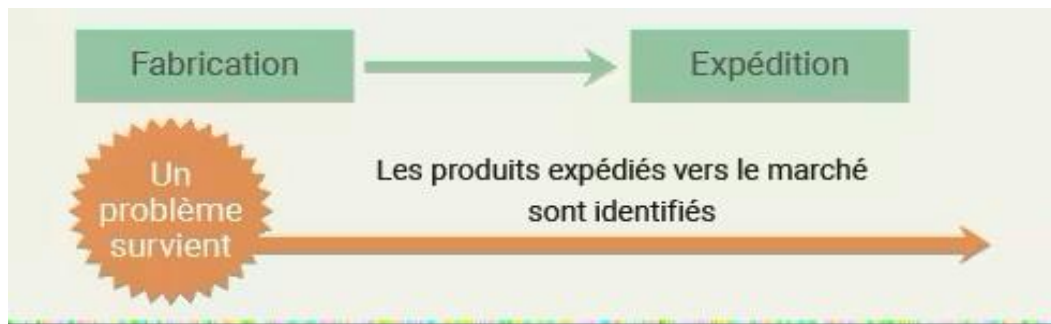 Fabrication
Expédition
Un
problème
survient
Les produits expédiés vers le marché
sont identifiés